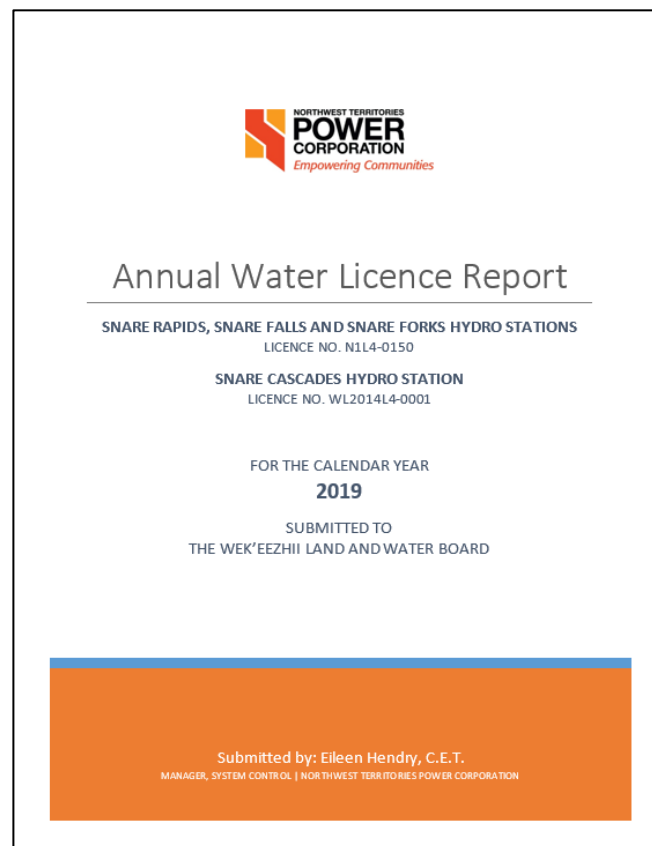 NORTHWEST TERRITORIES
POWER
CORPORATION
Empowering Communities
Annual Water Licence Report
SNARE RAPIDS, SNARE FALLS AND SNARE FORKS HYDRO STATIONS
LICENCE NO. N1L4-0150
SNARE CASCADES HYDRO STATION
LICENCE NO. WL2014L4-0001
FOR THE CALENDAR YEAR
2019
SUBMITTED TO
THE WEK'EEZHII LAND AND WATER BOARD
Submitted by: Eileen Hendry, C.E.T.
MANAGER, SYSTEM CONTROL | NORTHWEST TERRITORIES POWER CORPORATION